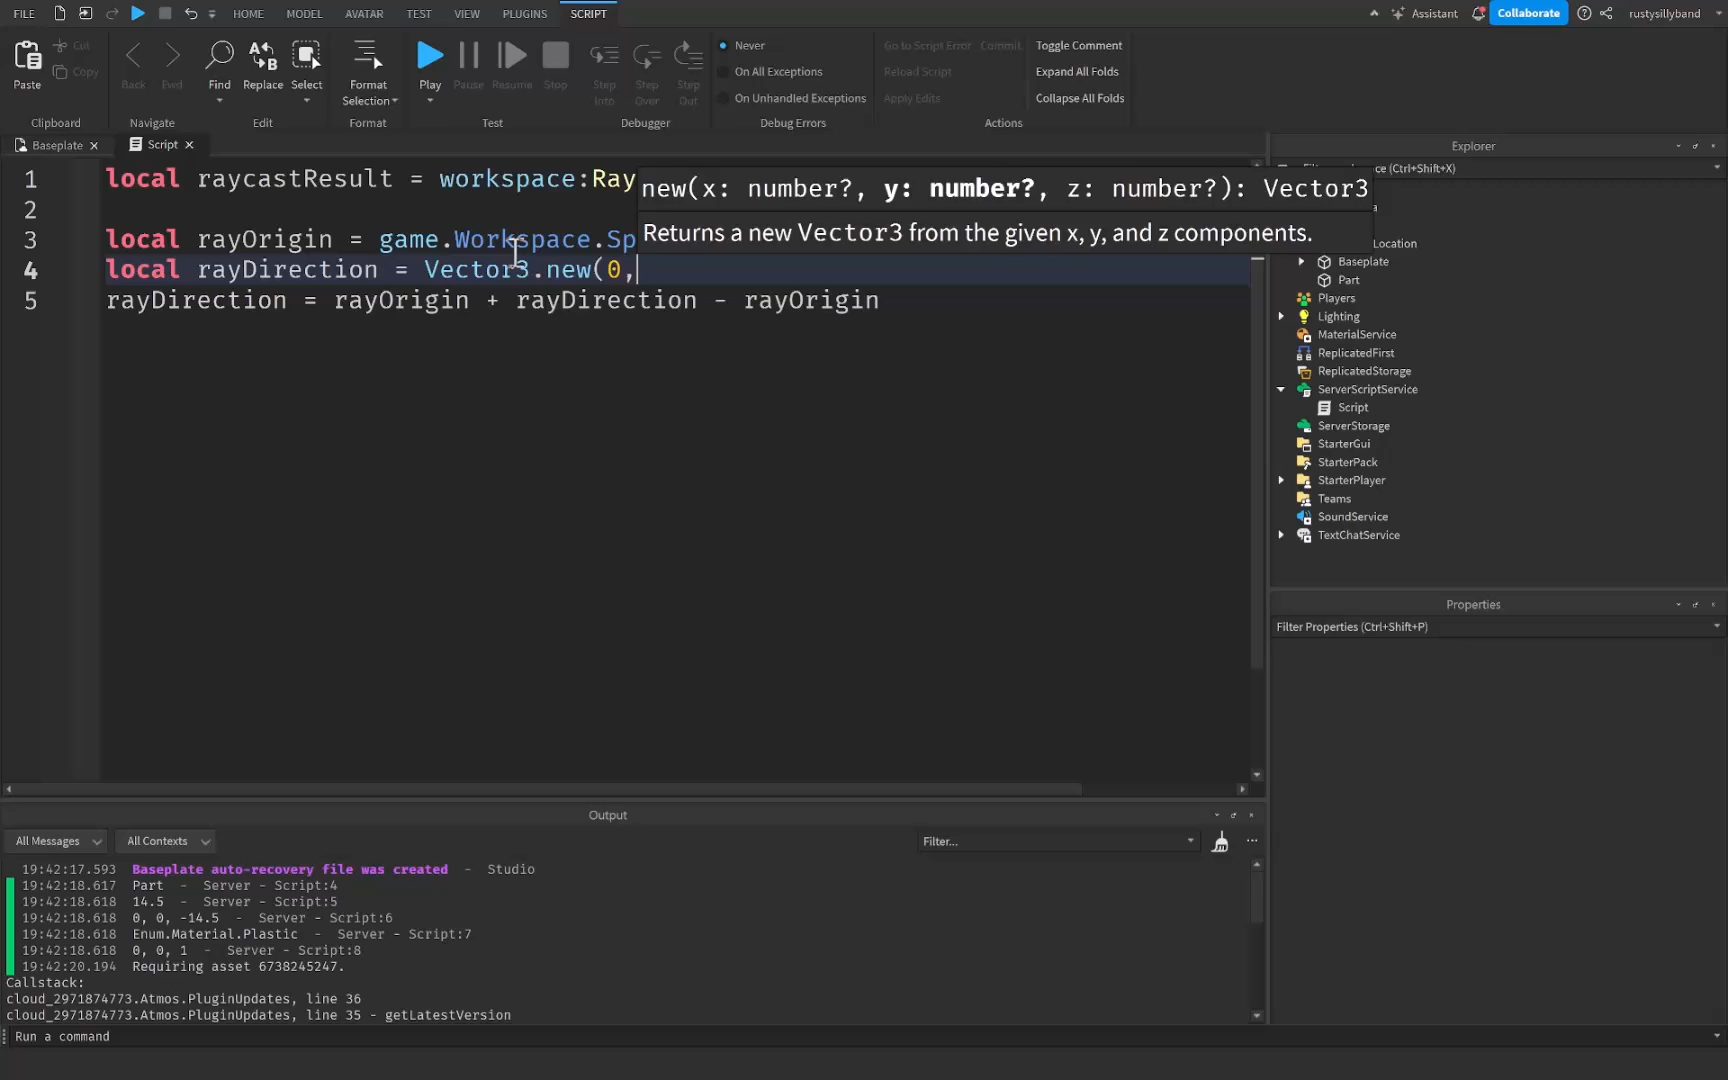 FILE HOME MODEL AVATAR TEST VIEW PLUGINS SCRIPT Assistant Collaborate rustysillyband
Paste Cut Copy Back Fwd Find Replace Select Format Selection Play Pause Resume Stop Step Into Step Over Step Out
Never
On All Exceptions
On Unhandled Exceptions
Go to Script Error Commit
Reload Script
Apply Edits
Toggle Comment
Expand All Folds
Collapse All Folds
Clipboard Navigate Edit Format Test Debugger Debug Errors Actions
Baseplate Script Explorer
1 local raycastResult = workspace:Ray
new(x: number?, y: number?, z: number?): Vector3
Returns a new Vector3 from the given x, y, and z components.
2
3 local rayOrigin = game.Workspace.Sp
4 local rayDirection = Vector3.new(0,
5 rayDirection = rayOrigin + rayDirection - rayOrigin
ce (Ctrl+Shift+X)
a
Location
Baseplate
Part
Players
Lighting
MaterialService
ReplicatedFirst
ReplicatedStorage
ServerScriptService
Script
ServerStorage
StarterGui
StarterPack
StarterPlayer
Teams
SoundService
TextChatService
Properties
Filter Properties (Ctrl+Shift+P)
Output
All Messages All Contexts Filter...
19:42:17.593 Baseplate auto-recovery file was created - Studio
19:42:18.617 Part - Server - Script:4
19:42:18.618 14.5 - Server - Script:5
19:42:18.618 0, 0, -14.5 - Server - Script:6
19:42:18.618 Enum.Material.Plastic - Server - Script:7
19:42:18.618 0, 0, 1 - Server - Script:8
19:42:20.194 Requiring asset 6738245247.
Callstack:
cloud_2971874773.Atmos.PluginUpdates, line 36
cloud_2971874773.Atmos.PluginUpdates, line 35 - getLatestVersion
Run a command